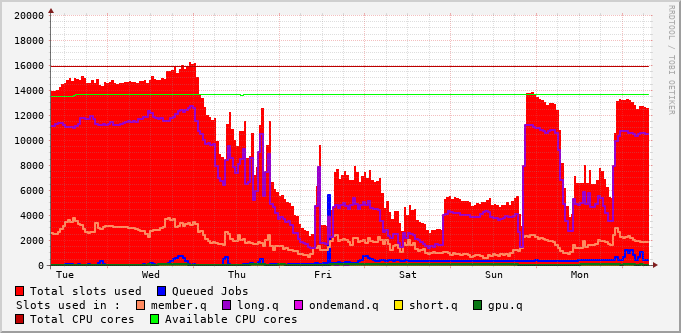 20000
18000
16000
14000
12000
10000
8000
6000
4000
2000
0
Tue Wed Thu Fri Sat Sun Mon
RRDTOOL / TOBI OETIKER
Total slots used Queued Jobs
Slots used in : member.q long.q ondemand.q short.q gpu.q
Total CPU cores Available CPU cores